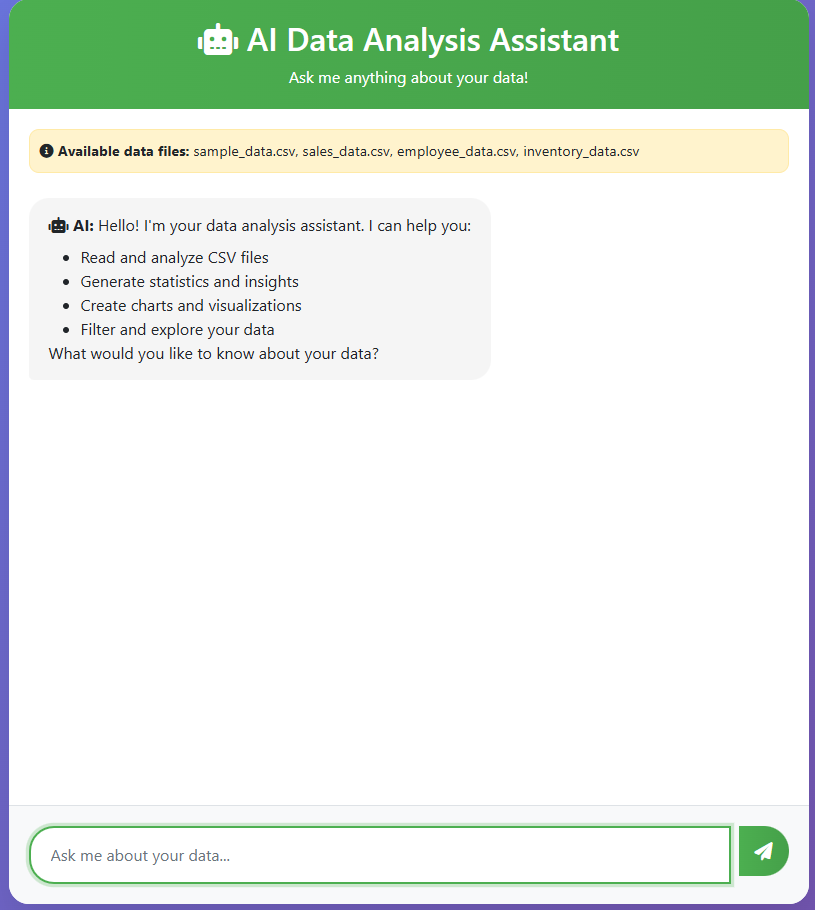 AI Data Analysis Assistant
Ask me anything about your data!
Available data files: sample_data.csv, sales_data.csv, employee_data.csv, inventory_data.csv
AI: Hello! I'm your data analysis assistant. I can help you:
Read and analyze CSV files
Generate statistics and insights
Create charts and visualizations
Filter and explore your data
What would you like to know about your data?
Ask me about your data...